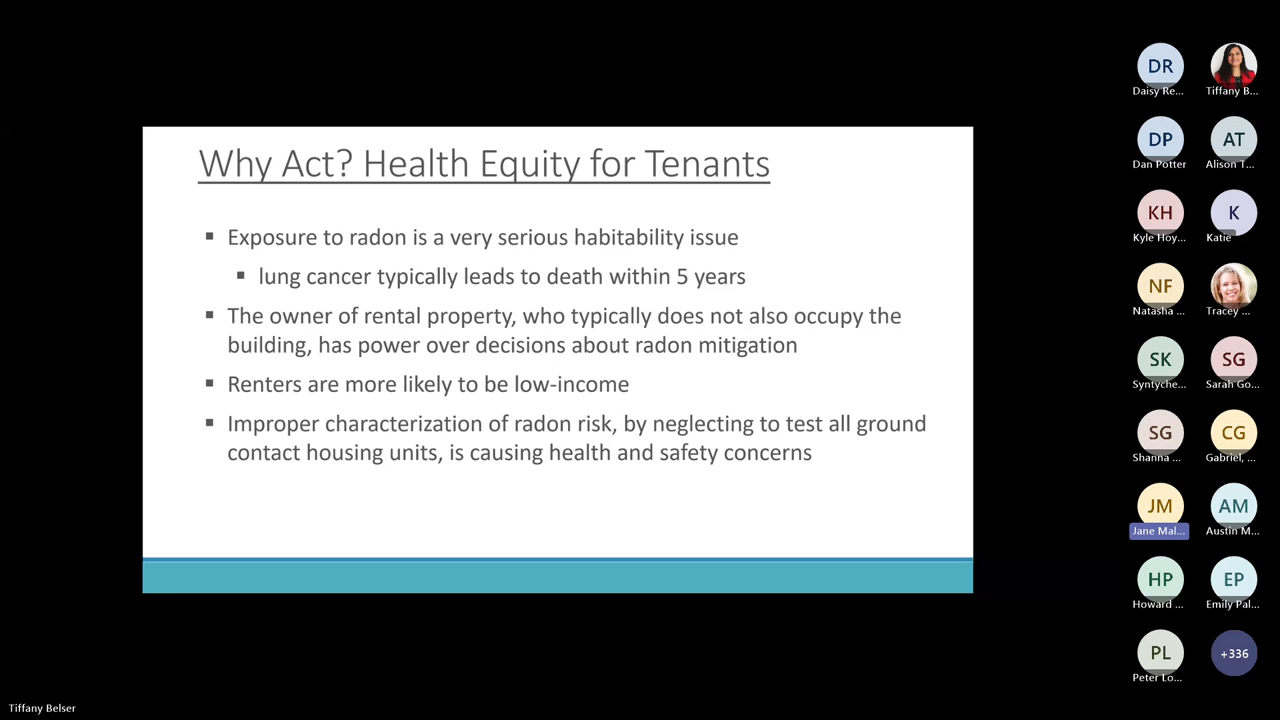 Why Act? Health Equity for Tenants
▪ Exposure to radon is a very serious habitability issue
▪ lung cancer typically leads to death within 5 years
▪ The owner of rental property, who typically does not also occupy the
building, has power over decisions about radon mitigation
▪ Renters are more likely to be low-income
▪ Improper characterization of radon risk, by neglecting to test all ground
contact housing units, is causing health and safety concerns
DR
Daisy Re...
Tiffany B...
DP
Dan Potter
AT
Alison T...
KH
Kyle Hoy...
K
Katie
NF
Natasha ...
Tracey ...
SK
Syntyche...
SG
Sarah Go...
SG
Shanna ...
CG
Gabriel, ...
JM
Jane Mal...
AM
Austin M...
HP
Howard ...
EP
Emily Pal...
PL
Peter Lo...
+336
Tiffany Belser